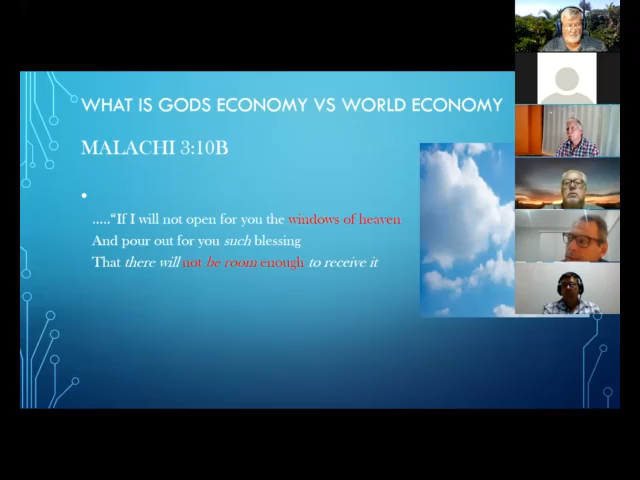 WHAT IS GODS ECONOMY VS WORLD ECONOMY
MALACHI 3:10B
....."If I will not open for you the windows of heaven
And pour out for you such blessing
That there will not be room enough to receive it